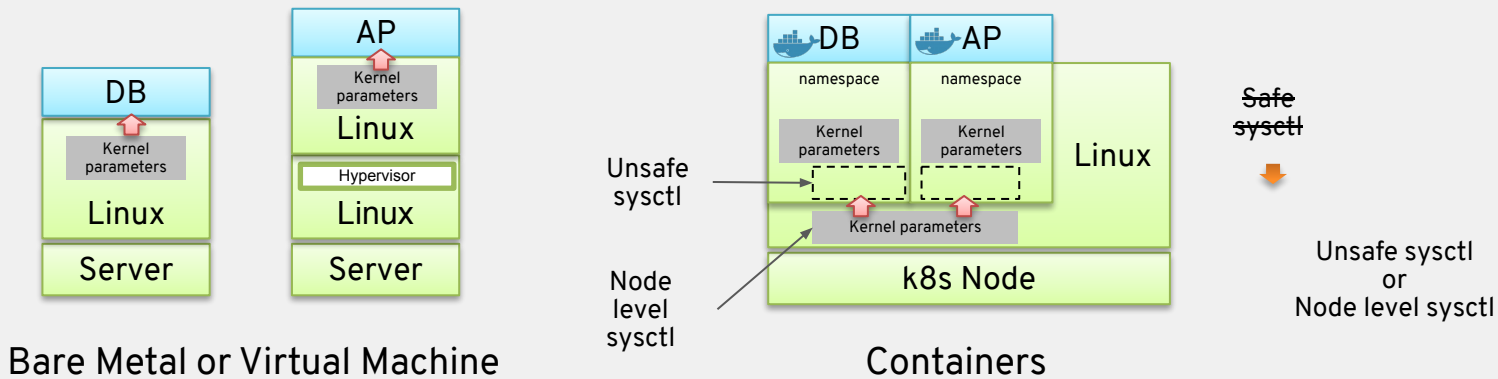 DB
Kernel
parameters
Linux
Server
AP
Kernel
parameters
Linux
Hypervisor
Linux
Server
Bare Metal or Virtual Machine
Unsafe
sysctl
Node
level
sysctl
DB
namespace
Kernel
parameters
AP
namespace
Kernel
parameters
Linux
Kernel parameters
k8s Node
Containers
Safe
sysctl
Unsafe sysctl
or
Node level sysctl